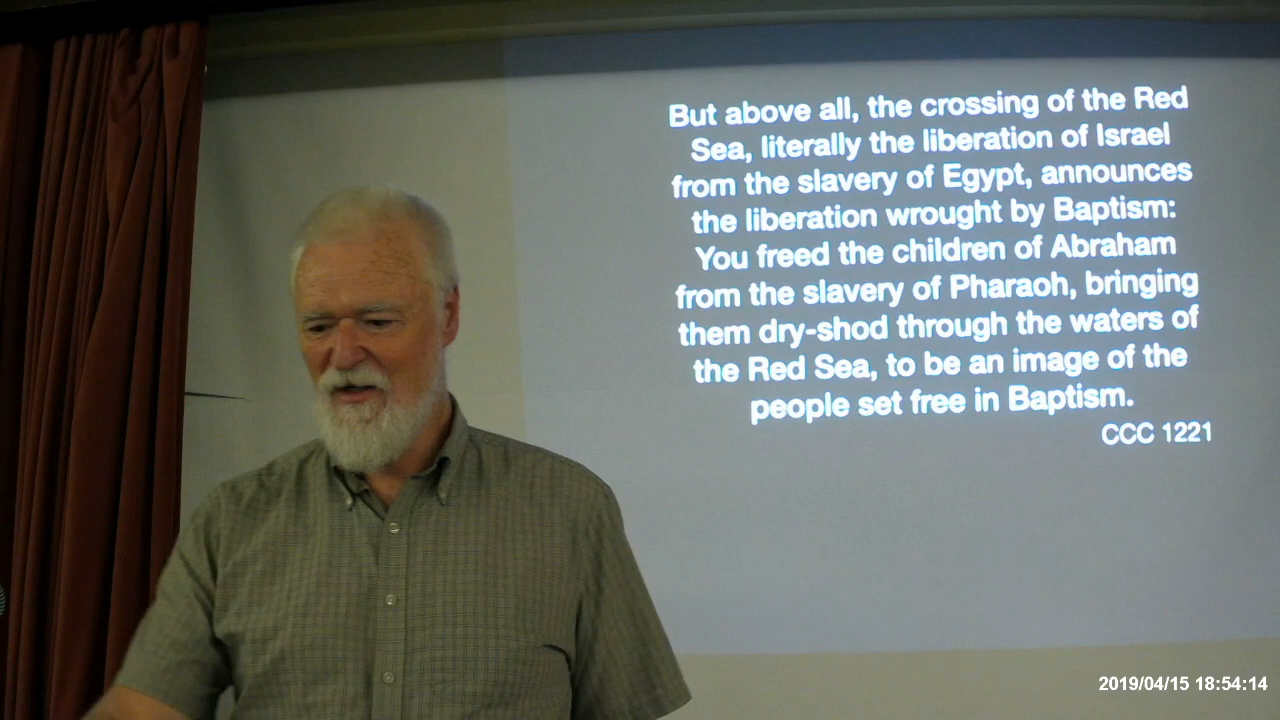 But above all, the crossing of the Red
Sea, literally the liberation of Israel
from the slavery of Egypt, announces
the liberation wrought by Baptism:
You freed the children of Abraham
from the slavery of Pharaoh, bringing
them dry-shod through the waters of
the Red Sea, to be an image of the
people set free in Baptism.
CCC 1221
2019/04/15 18:54:14